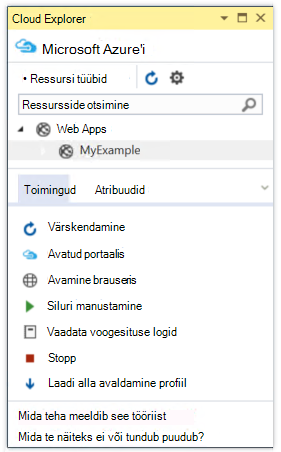 Cloud Explorer
Microsoft Azure'i
• Ressursi tüübid
Ressursside otsimine
Web Apps
MyExample
Toimingud Atribuudid
Värskendamine
Avatud portaalis
Avamine brauseris
Siluri manustamine
Vaadata voogesituse logid
Stopp
Laadi alla avaldamine profiil
Mida teha meeldib see tööriist
Mida te näiteks ei või tundub puudub?